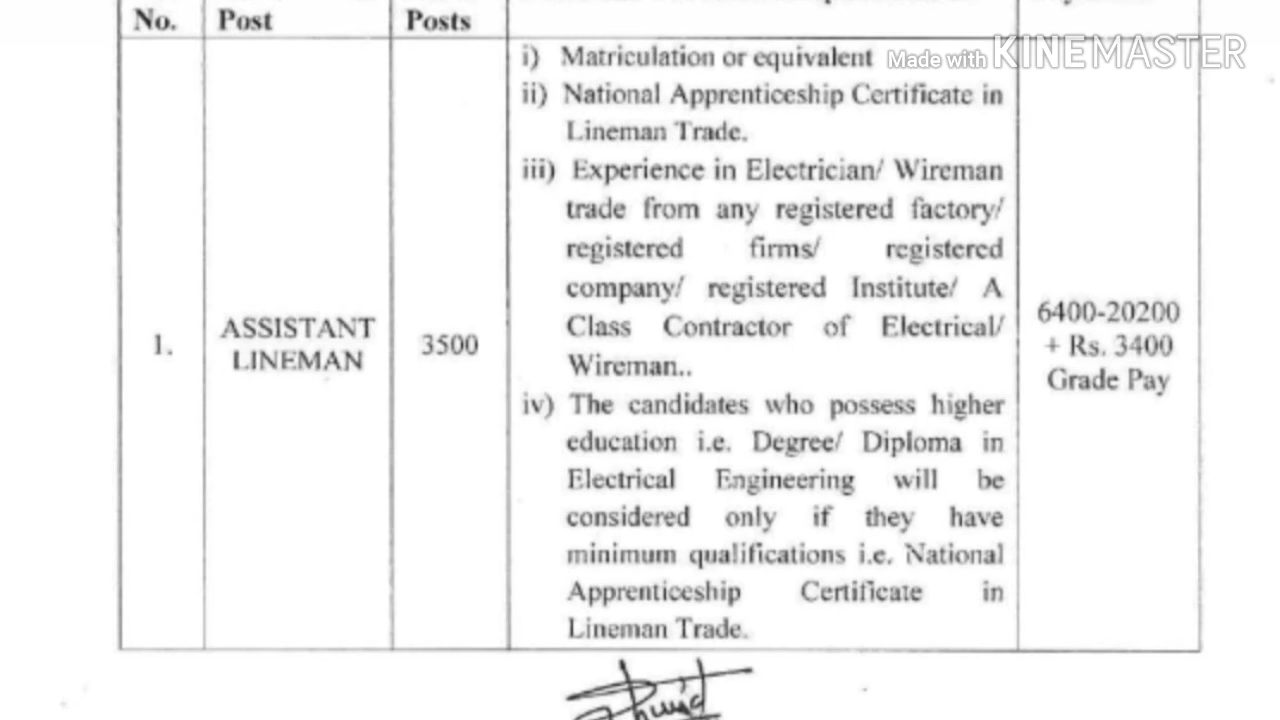 No.
Post
Posts
1.
ASSISTANT
LINEMAN
3500
i) Matriculation or equivalent
ii) National Apprenticeship Certificate in
Lineman Trade.
iii) Experience in Electrician/ Wireman
trade from any registered factory/
registered firms/ registered
company/ registered Institute/ A
Class Contractor of Electrical/
Wireman..
iv) The candidates who possess higher
education i.e. Degree/ Diploma in
Electrical Engineering will be
considered only if they have
minimum qualifications i.e. National
Apprenticeship Certificate in
Lineman Trade.
6400-20200
+ Rs. 3400
Grade Pay
Made with KINEMASTER